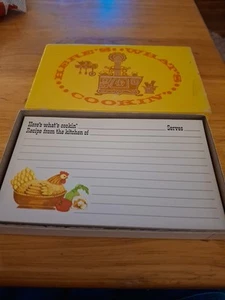 HERE'S WHAT'S
COOKIN'
Here's what's cookin' Serves
Recipe from the kitchen of